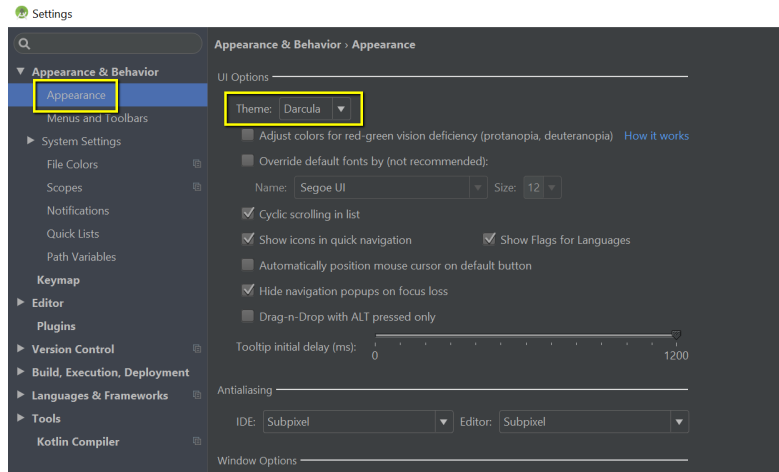 Settings
Appearance & Behavior
Appearance
Menus and Toolbars
System Settings
File Colors
Scopes
Notifications
Quick Lists
Path Variables
Keymap
Editor
Plugins
Version Control
Build, Execution, Deployment
Languages & Frameworks
Tools
Kotlin Compiler
Appearance & Behavior › Appearance
UI Options
Theme: Darcula
Adjust colors for red-green vision deficiency (protanopia, deuteranopia) How it works
Override default fonts by (not recommended):
Name: Segoe UI Size: 12
Cyclic scrolling in list
Show icons in quick navigation Show Flags for Languages
Automatically position mouse cursor on default button
Hide navigation popups on focus loss
Drag-n-Drop with ALT pressed only
Tooltip initial delay (ms):
0 1200
Antialiasing
IDE: Subpixel Editor: Subpixel
Window Options